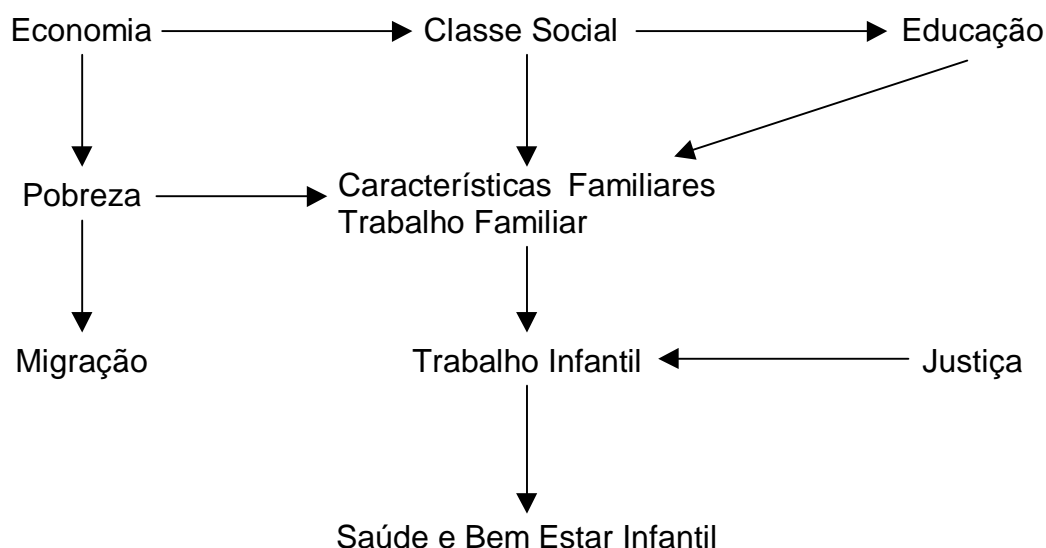 Economia
Classe Social
Educação
Pobreza
Características Familiares
Trabalho Familiar
Migração
Trabalho Infantil
Justiça
Saúde e Bem Estar Infantil